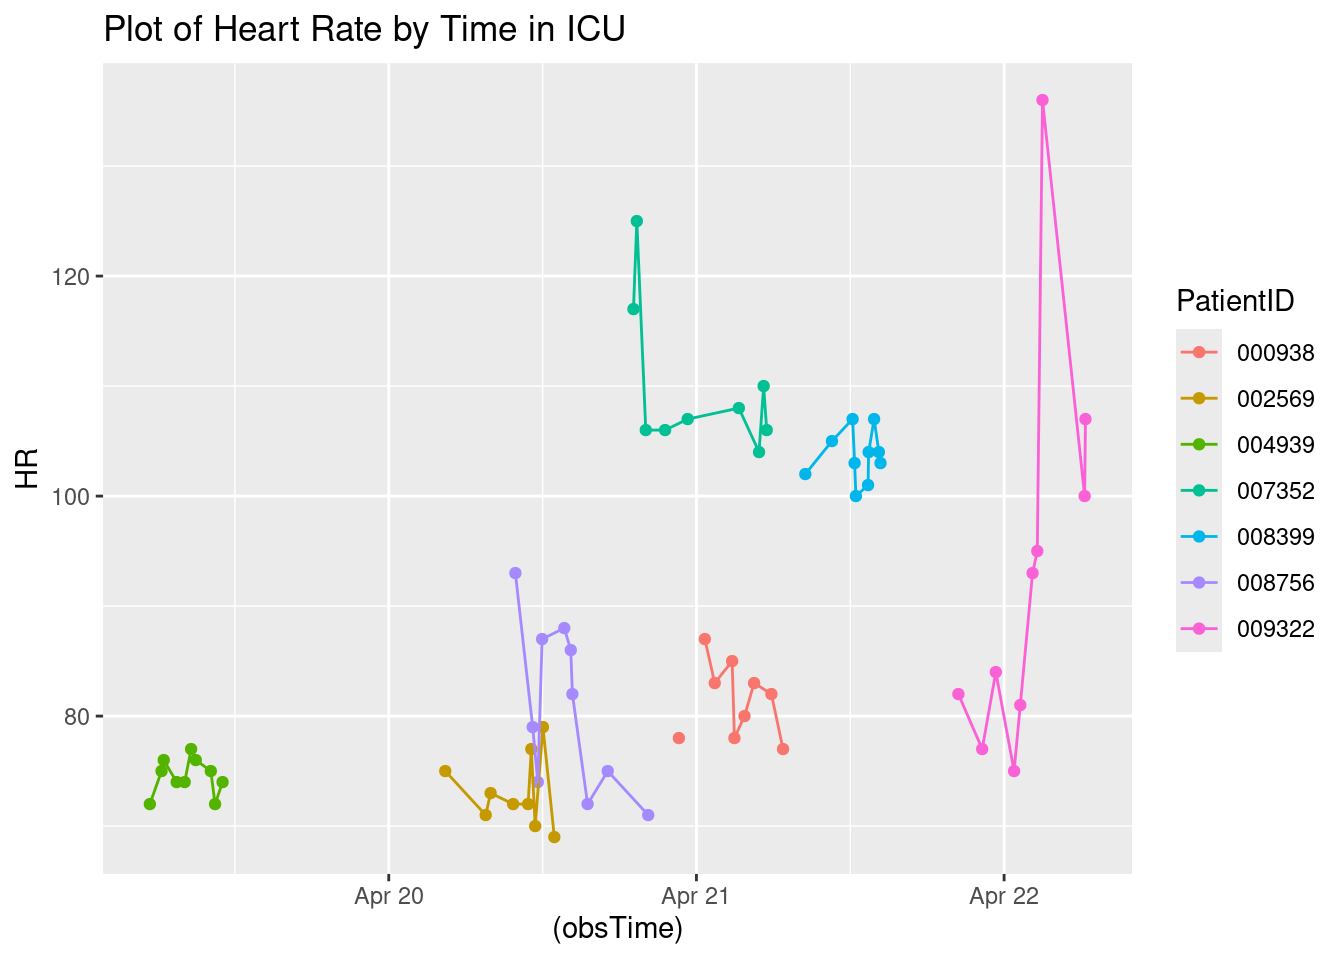 Plot of Heart Rate by Time in ICU
HR
120
100
80
Apr 20
Apr 21
Apr 22
(obsTime)
PatientID
000938
002569
004939
007352
008399
008756
009322